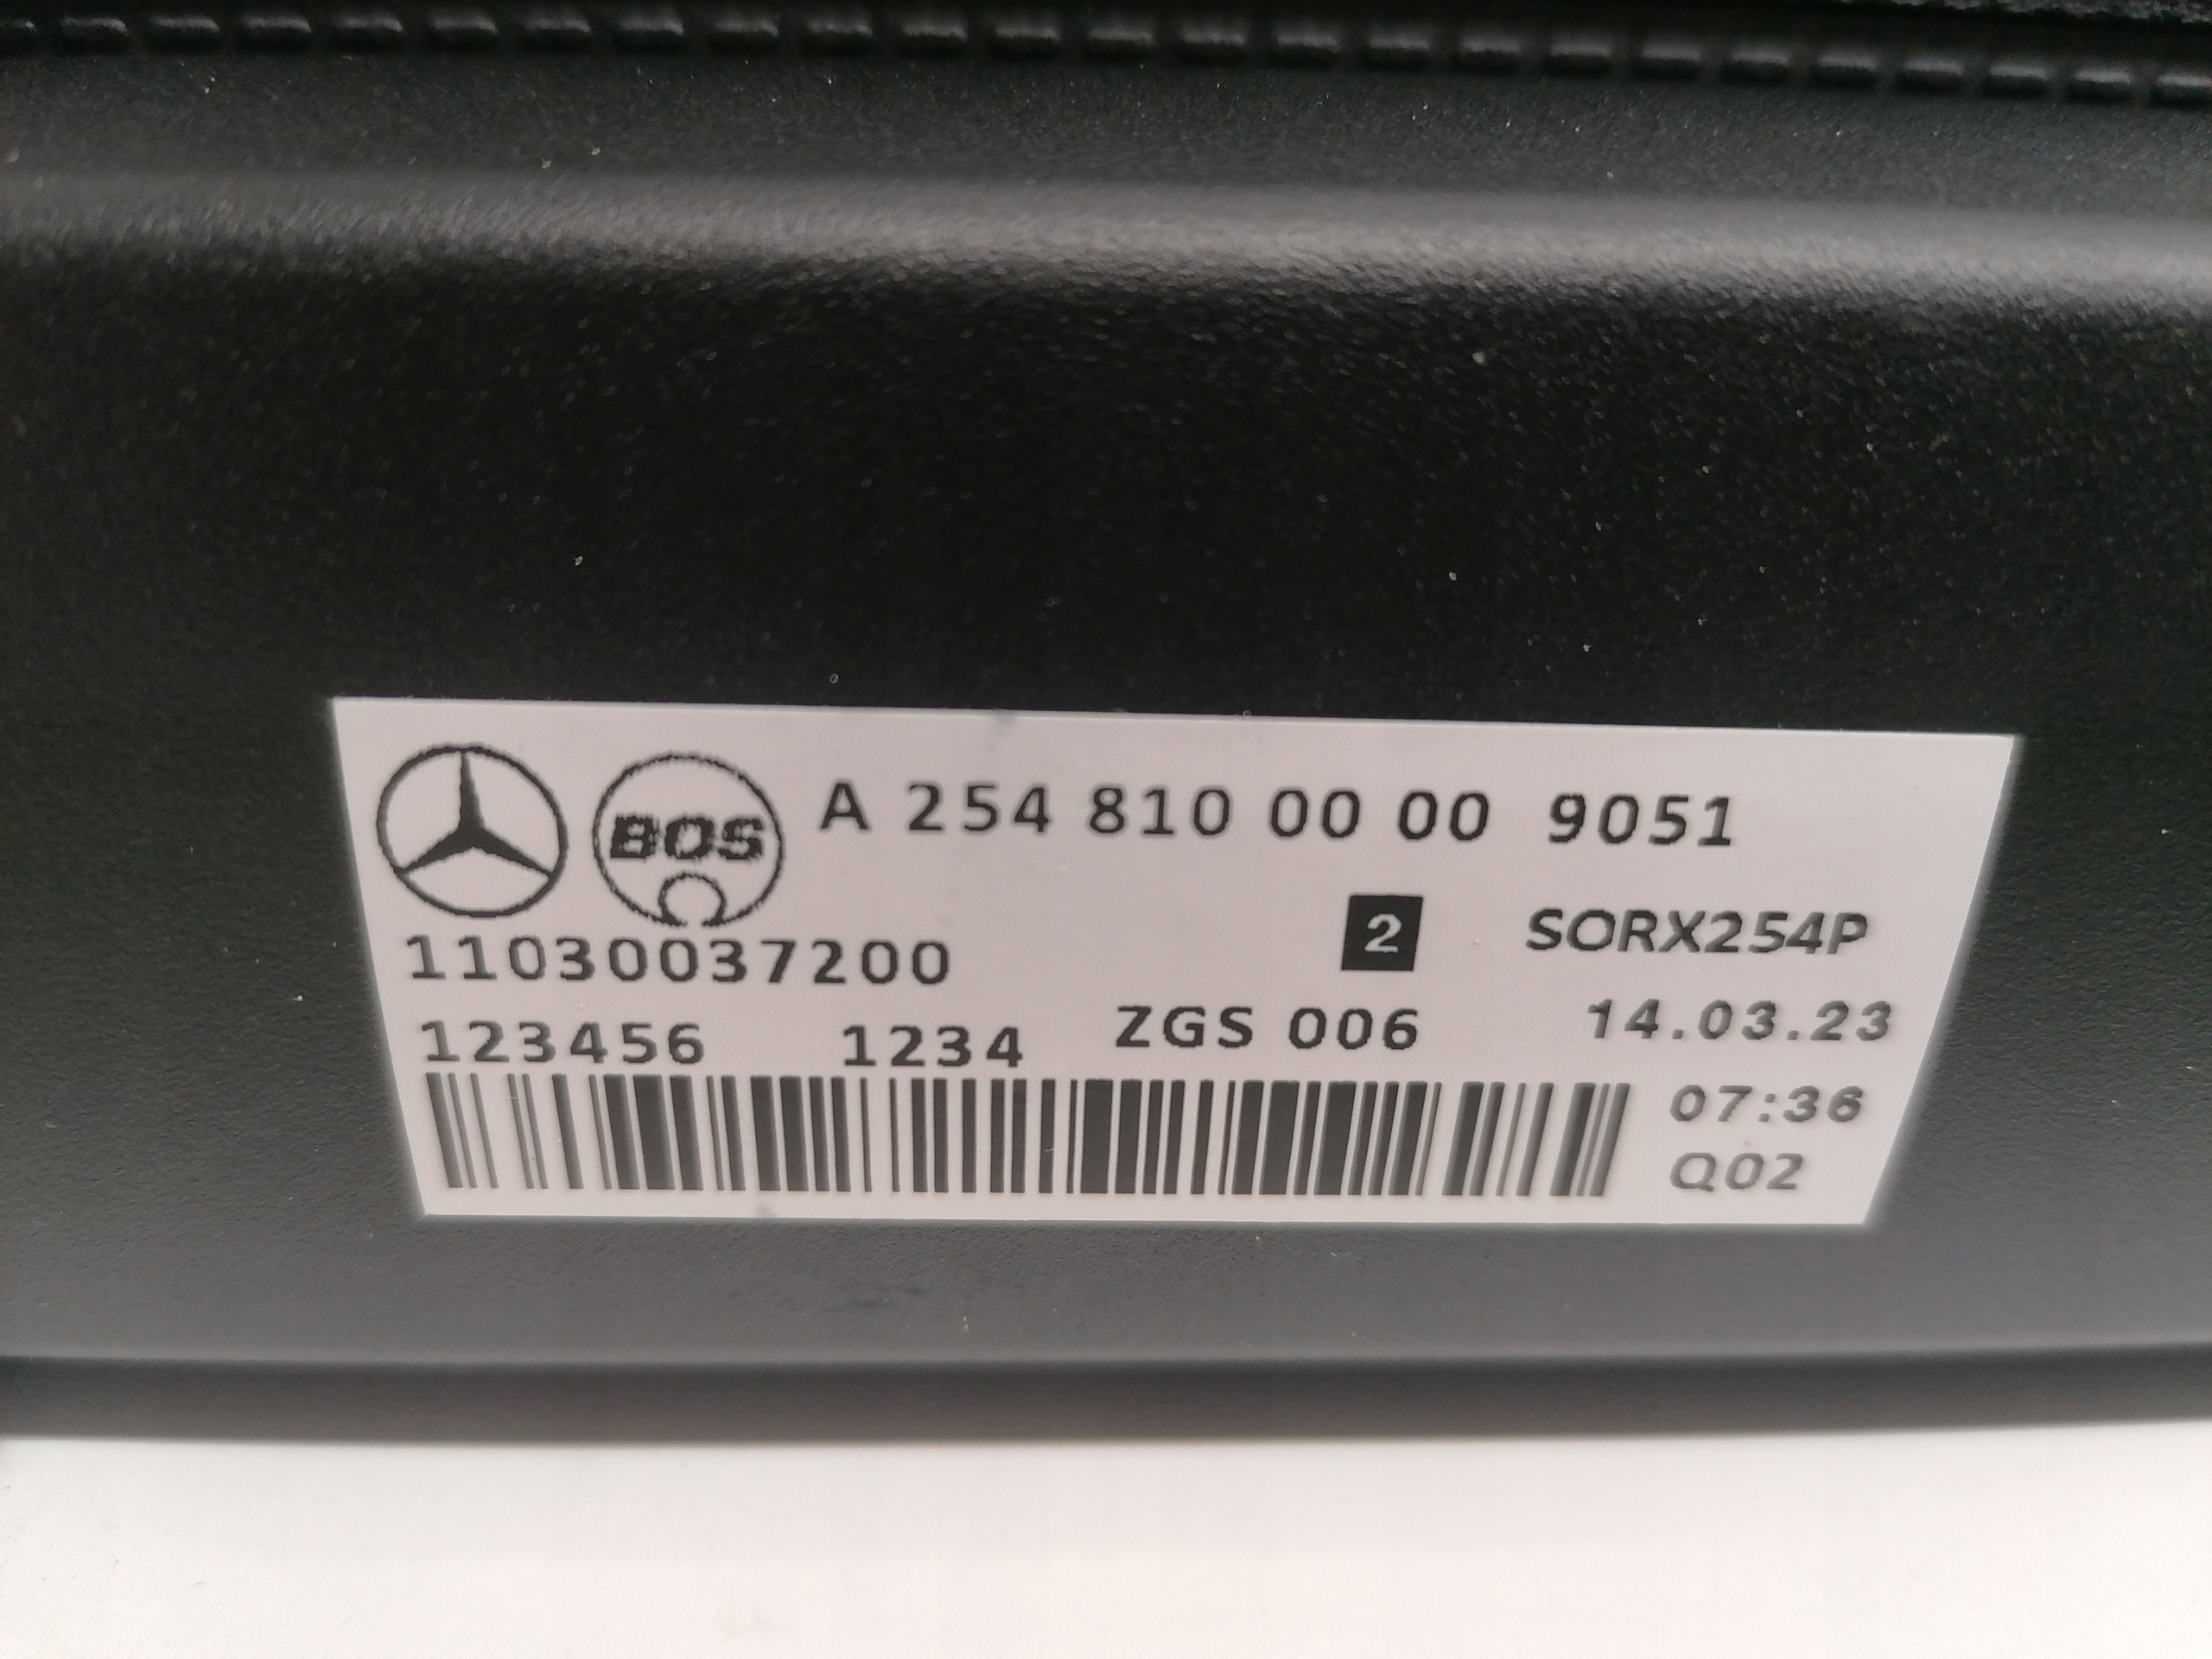 BOS A 254 810 00 00 9051
2 SORX254P
11030037200
123456 1234 ZGS 006 14.03.23
07:36
Q02